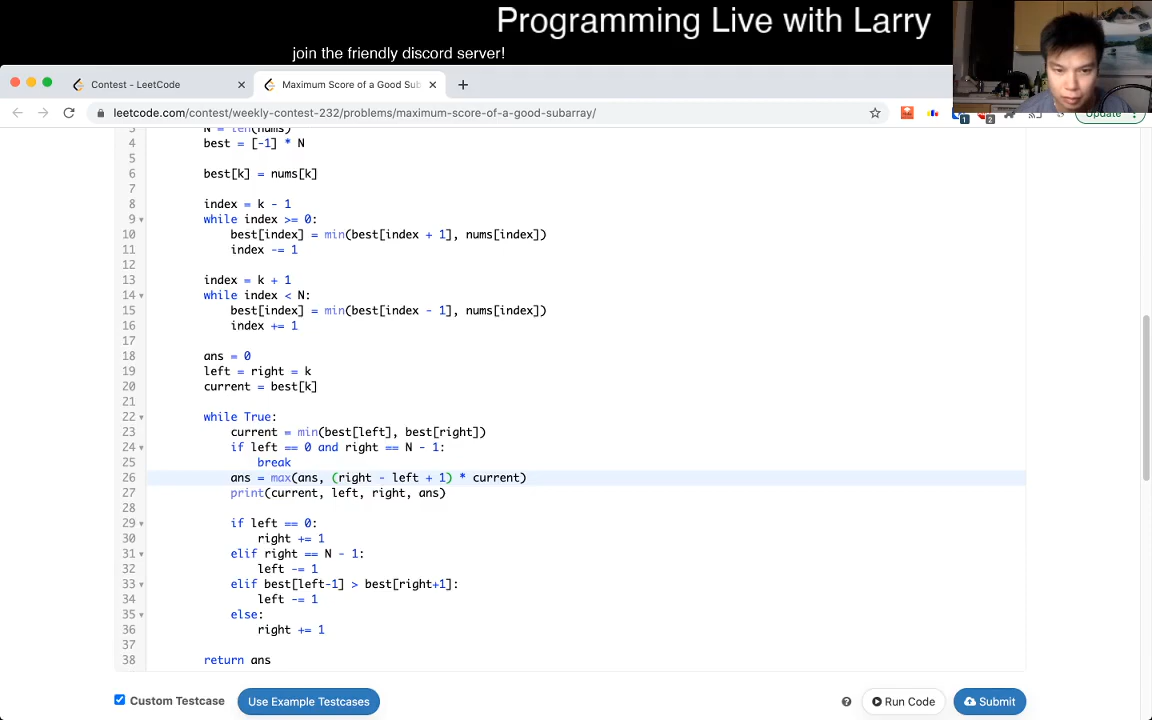 Programming Live with Larry
join the friendly discord server!
Contest - LeetCode
Maximum Score of a Good Sub
leetcode.com/contest/weekly-contest-232/problems/maximum-score-of-a-good-subarray/
Update
1
2
3 N = len(nums)
4 best = [-1] * N
5
6 best[k] = nums[k]
7
8 index = k - 1
9 while index >= 0:
10 best[index] = min(best[index + 1], nums[index])
11 index -= 1
12
13 index = k + 1
14 while index < N:
15 best[index] = min(best[index - 1], nums[index])
16 index += 1
17
18 ans = 0
19 left = right = k
20 current = best[k]
21
22 while True:
23 current = min(best[left], best[right])
24 if left == 0 and right == N - 1:
25 break
26 ans = max(ans, (right - left + 1) * current)
27 print(current, left, right, ans)
28
29 if left == 0:
30 right += 1
31 elif right == N - 1:
32 left -= 1
33 elif best[left-1] > best[right+1]:
34 left -= 1
35 else:
36 right += 1
37
38 return ans
Custom Testcase
Use Example Testcases
Run Code
Submit